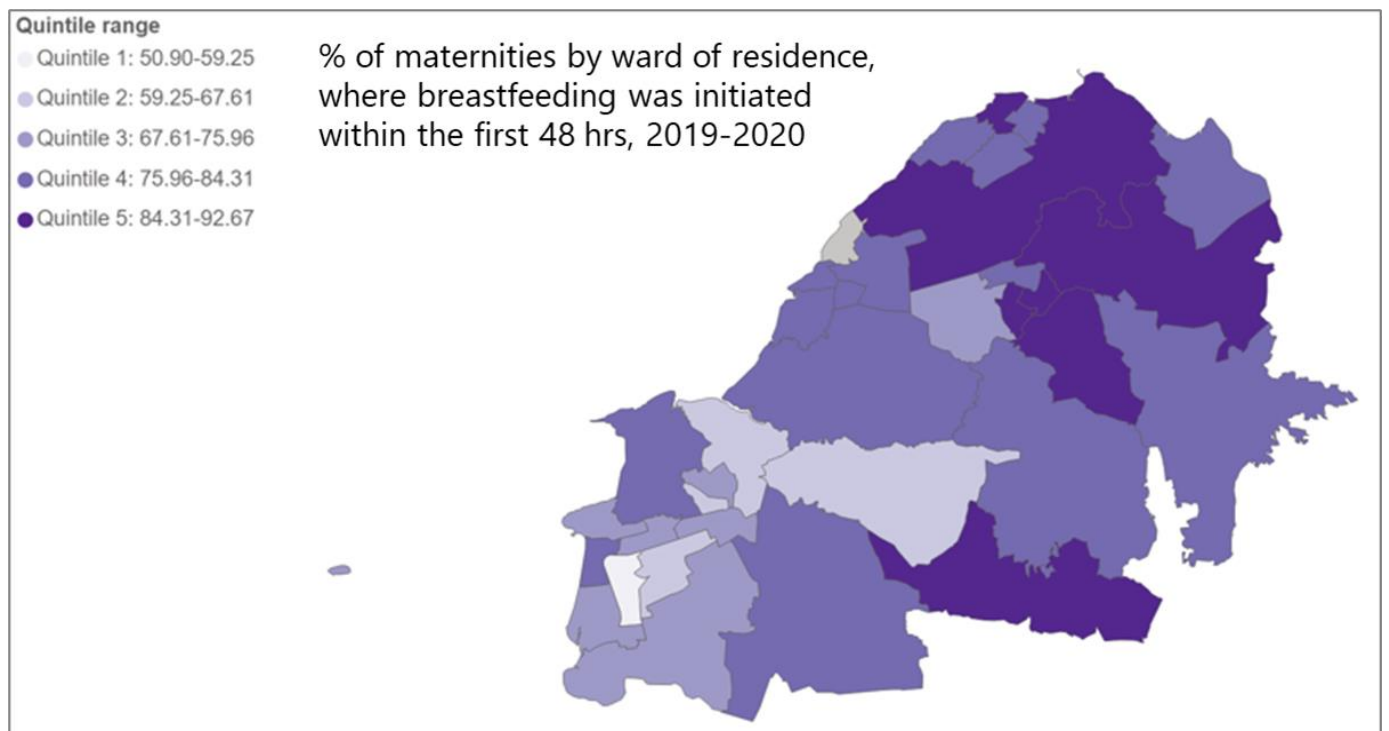 Quintile range
Quintile 1: 50.90-59.25
Quintile 2: 59.25-67.61
Quintile 3: 67.61-75.96
Quintile 4: 75.96-84.31
Quintile 5: 84.31-92.67
% of maternities by ward of residence,
where breastfeeding was initiated
within the first 48 hrs, 2019-2020